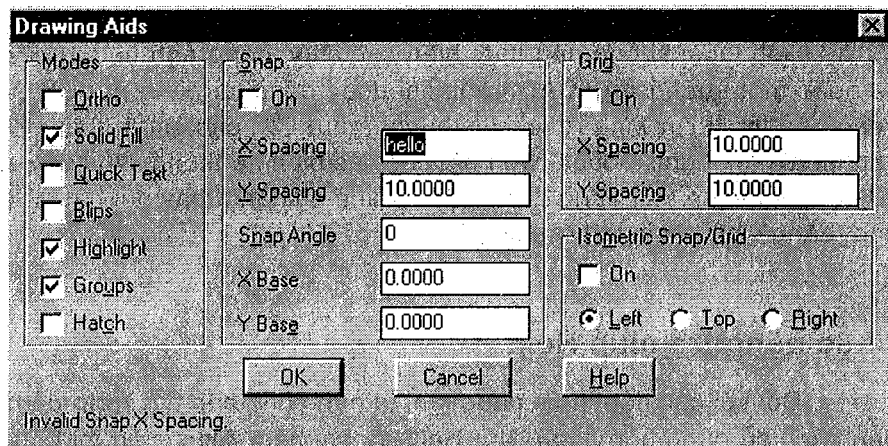 Drawing Aids
Modes
Ortho
Solid Fill
Quick Text
Blips
Highlight
Groups
Hatch
Snap
On
X Spacing hello
Y Spacing 10.0000
Snap Angle 0
X Base 0.0000
Y Base 0.0000
Grid
On
X Spacing 10.0000
Y Spacing 10.0000
Isometric Snap/Grid
On
Left Top Right
OK Cancel Help
Invalid Snap X Spacing.